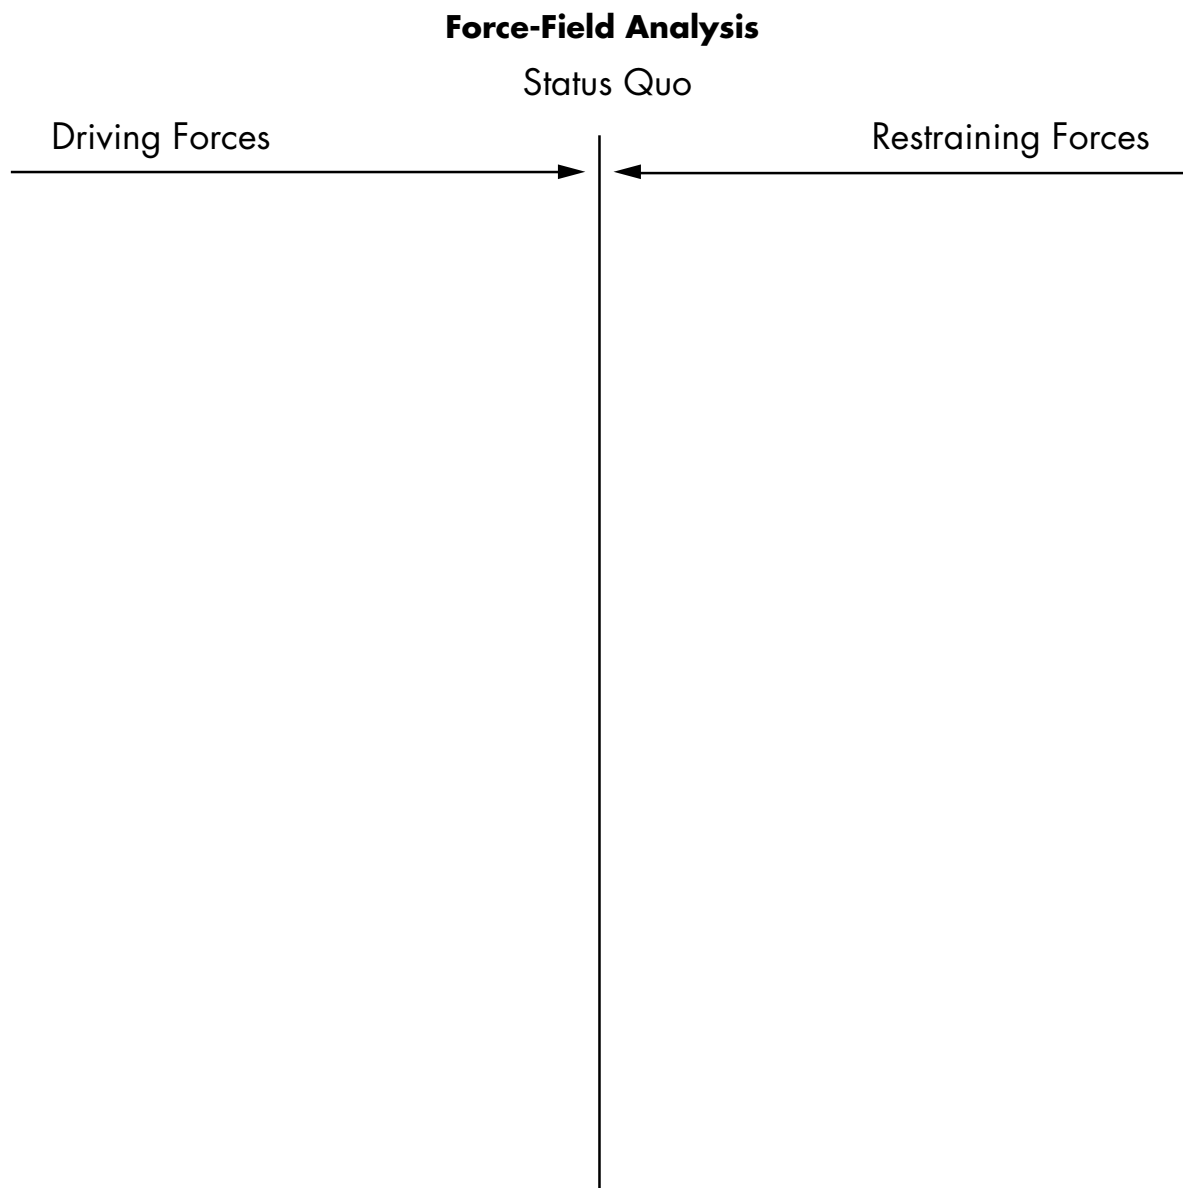 Force-Field Analysis
Status Quo
Driving Forces
Restraining Forces